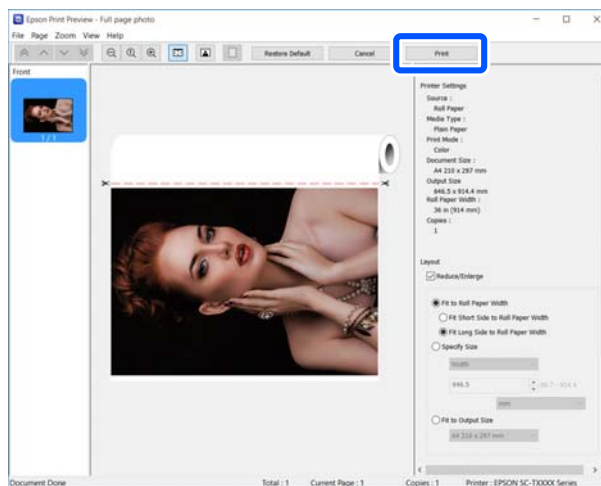 Epson Print Preview - Full page photo
File Page Zoom View Help
Restore Default Cancel Print
Front
1 / 1
Printer Settings
Source :
Roll Paper
Media Type :
Plain Paper
Print Mode :
Color
Document Size :
A4 210 x 297 mm
Output Size
646.5 x 914.4 mm
Roll Paper Width :
36 in (914 mm)
Copies :
1
Layout
Reduce/Enlarge
Fit to Roll Paper Width
Fit Short Side to Roll Paper Width
Fit Long Side to Roll Paper Width
Specify Size
Width
646.5 89.7 - 914.4
mm
Fit to Output Size
A4 210 x 297 mm
Document Done Total : 1 Current Page : 1 Copies : 1 Printer : EPSON SC-TXXXX Series